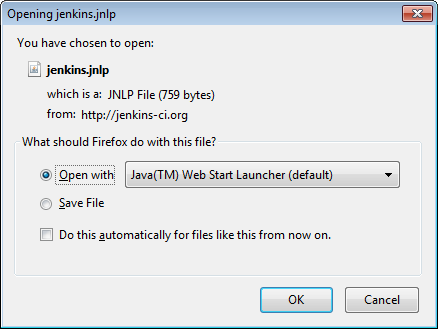 Opening jenkins.jnlp
You have chosen to open:
jenkins.jnlp
which is a: JNLP File (759 bytes)
from: http://jenkins-ci.org
What should Firefox do with this file?
Open with
Java(TM) Web Start Launcher (default)
Save File
Do this automatically for files like this from now on.
OK
Cancel